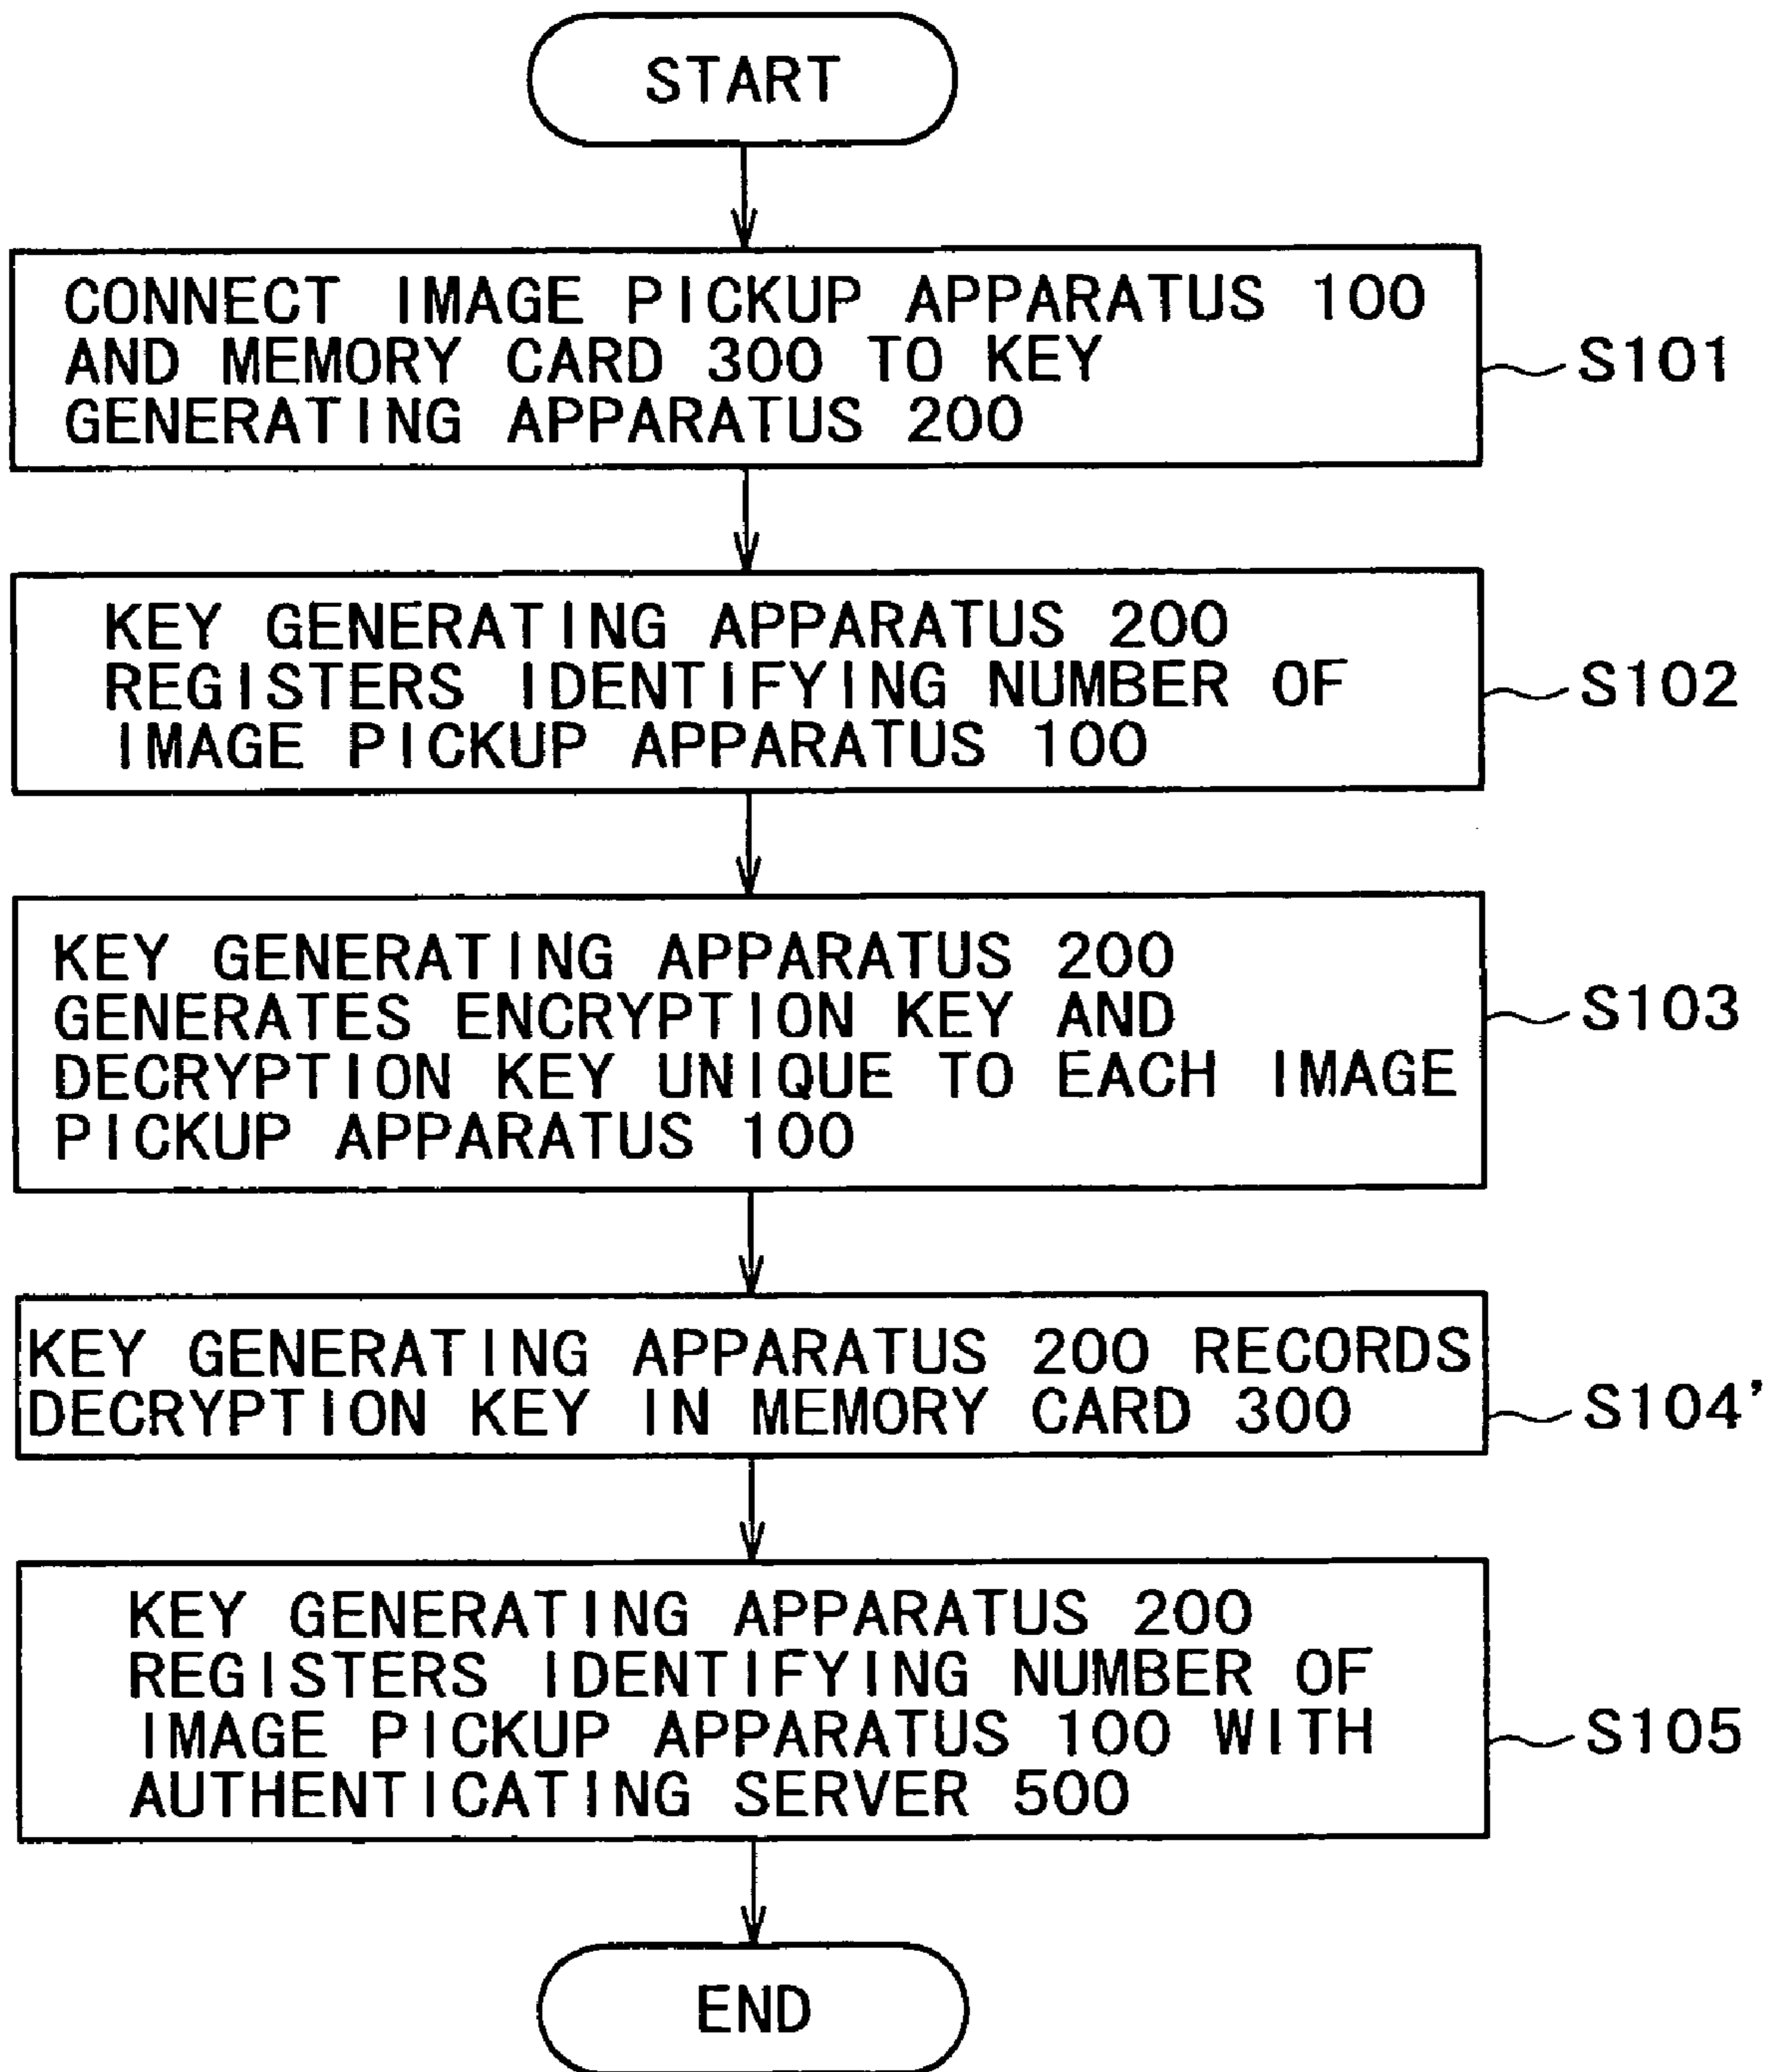 START
CONNECT IMAGE PICKUP APPARATUS 100
AND MEMORY CARD 300 TO KEY
GENERATING APPARATUS 200
S101
KEY GENERATING APPARATUS 200
REGISTERS IDENTIFYING NUMBER OF
IMAGE PICKUP APPARATUS 100
S102
KEY GENERATING APPARATUS 200
GENERATES ENCRYPTION KEY AND
DECRYPTION KEY UNIQUE TO EACH IMAGE
PICKUP APPARATUS 100
S103
KEY GENERATING APPARATUS 200 RECORDS
DECRYPTION KEY IN MEMORY CARD 300
S104'
KEY GENERATING APPARATUS 200
REGISTERS IDENTIFYING NUMBER OF
IMAGE PICKUP APPARATUS 100 WITH
AUTHENTICATING SERVER 500
S105
END